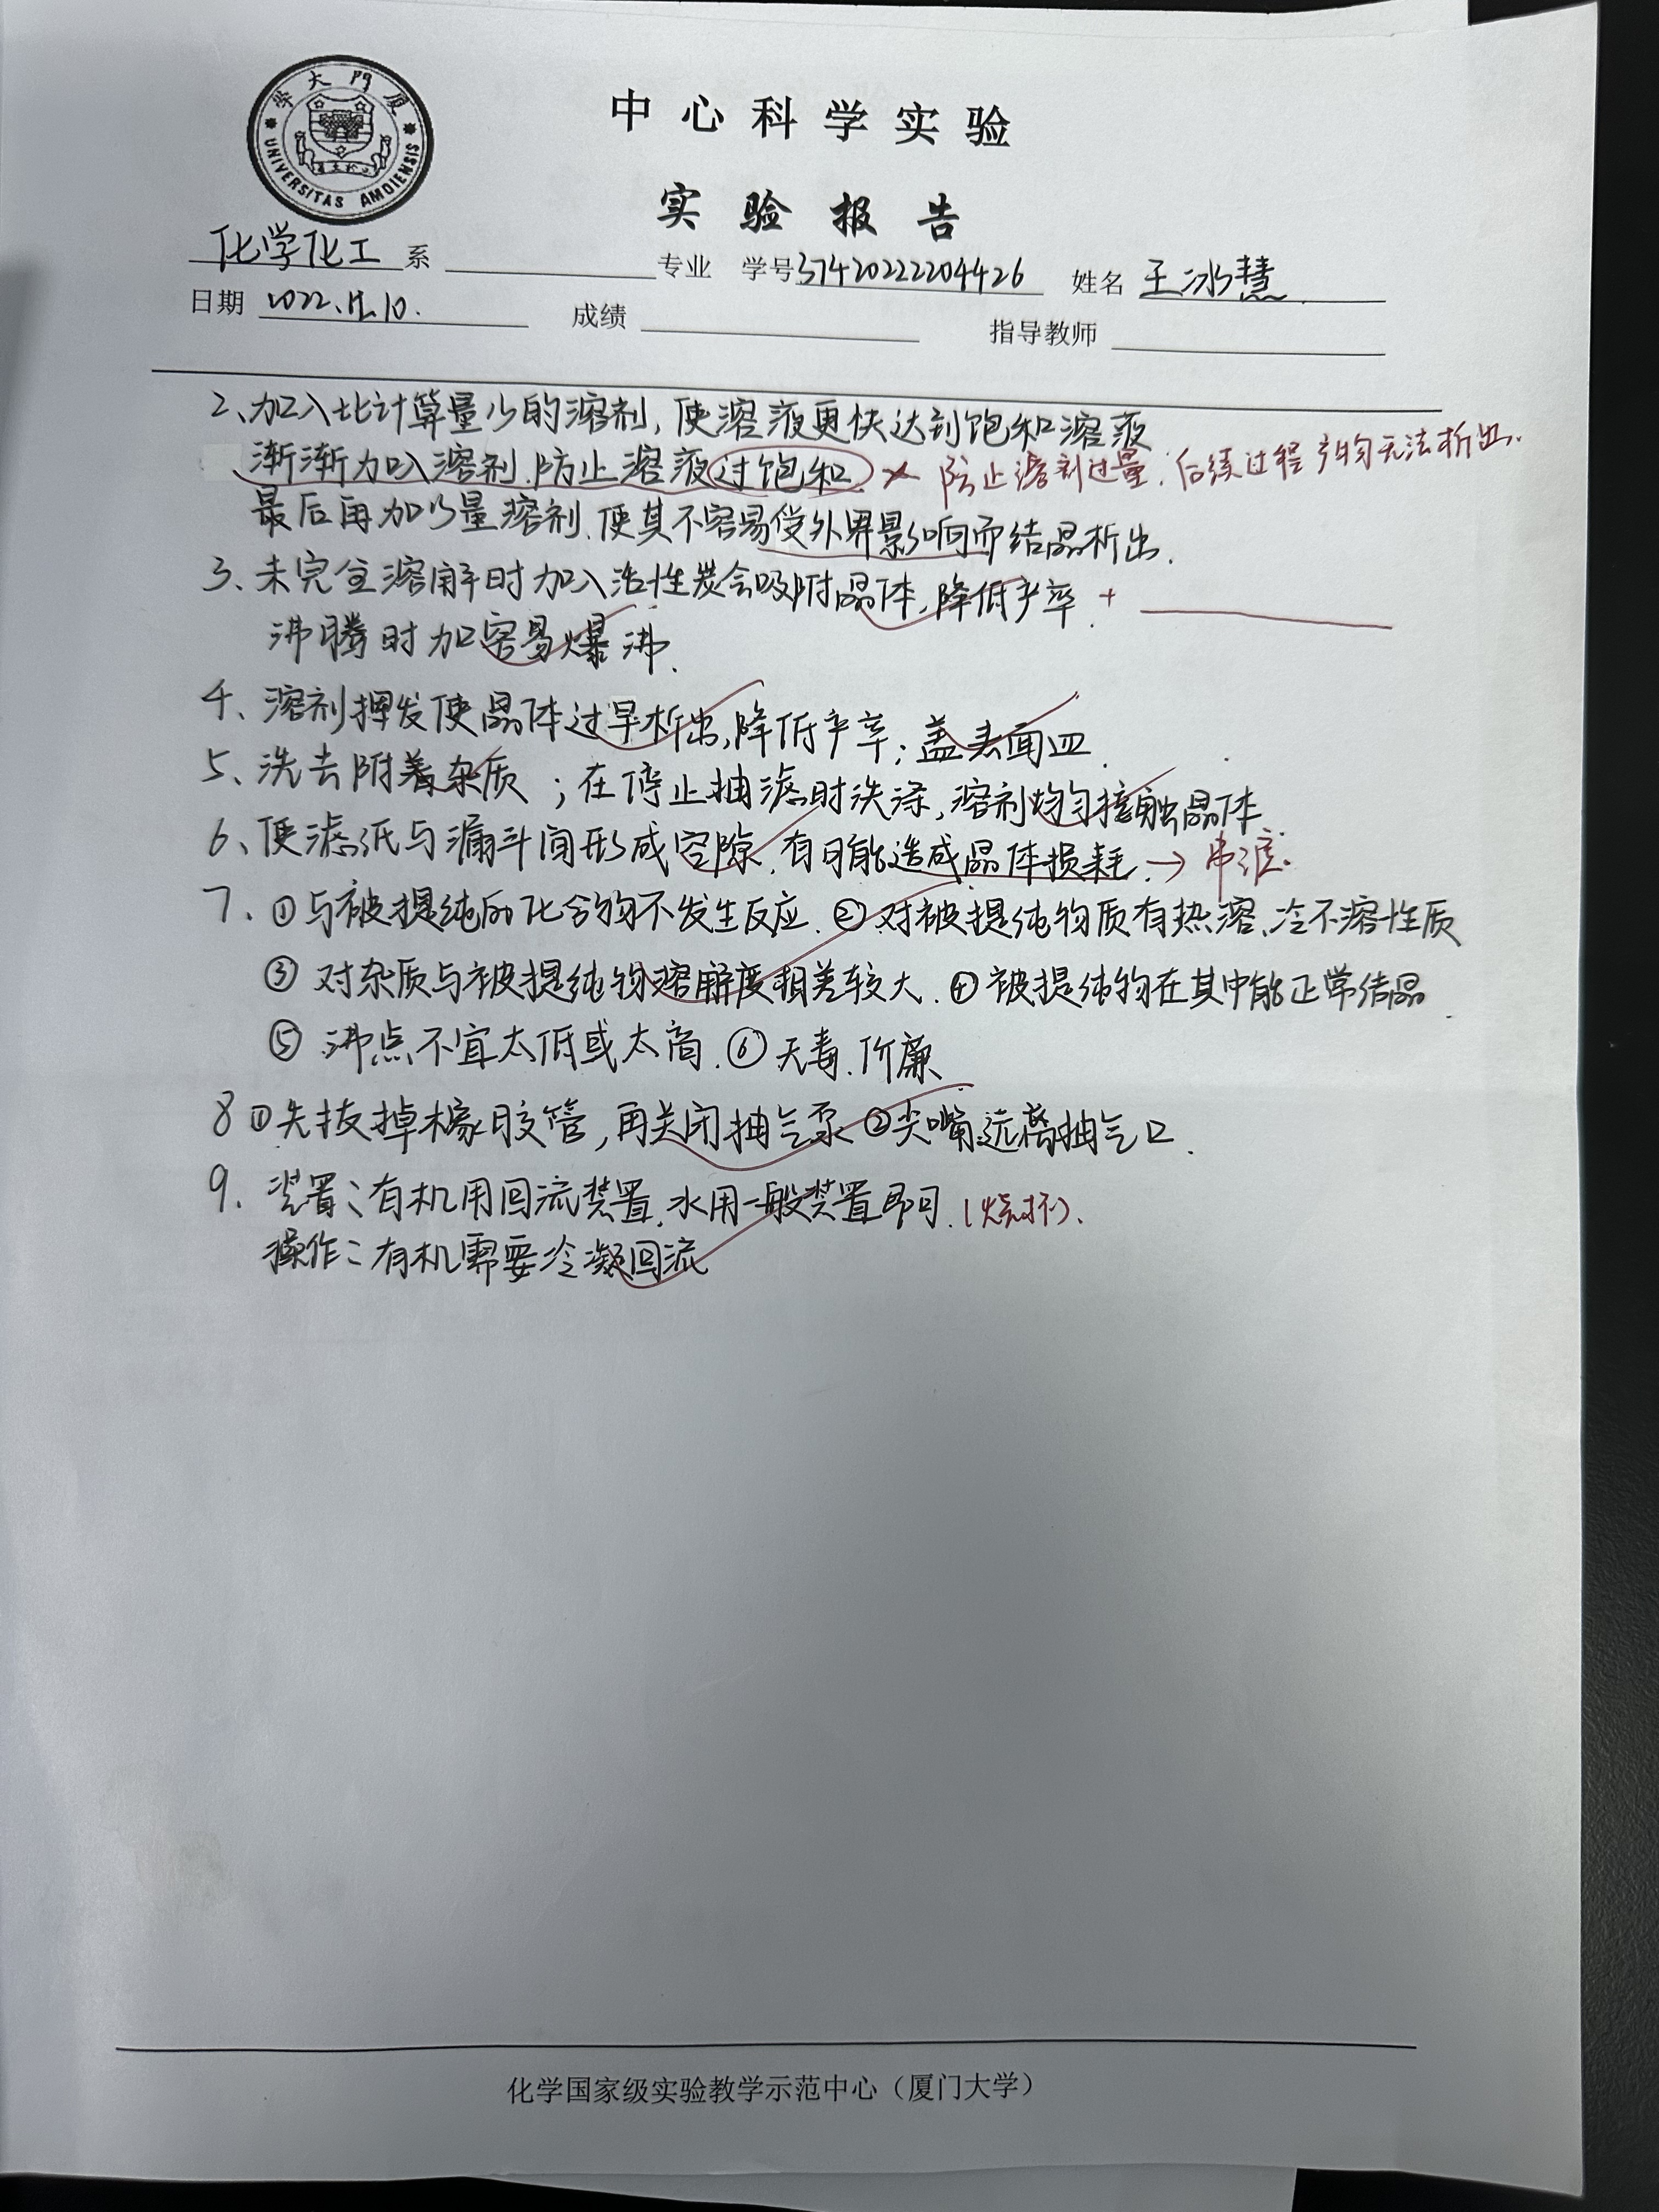 厦门大学
UNIVERSITAS AMOIENSIS
中心科学实验
实验报告
化学化工 系 专业 学号 37420222204426 姓名 王冰慧
日期 2022.12.10. 成绩 指导教师
2、加入比计算量少的溶剂,使溶液更快达到饱和溶液
渐渐加入溶剂.防止溶液过饱和 × 防止溶剂过量.后续过程产物无法析出.
最后再加少量溶剂.使其不容易受外界影响而结晶析出.
3、未完全溶解时加入活性炭会吸附晶体,降低产率. +
沸腾时加容易爆沸.
4、溶剂挥发使晶体过早析出,降低产率;盖表面皿.
5、洗去附着杂质;在停止抽滤时洗涤,溶剂均匀接触晶体.
6、使滤纸与漏斗间形成空隙.有可能造成晶体损耗. → 串滤.
7、①与被提纯的化合物不发生反应.②对被提纯物质有热溶、冷不溶性质
③对杂质与被提纯物溶解度相差较大.④被提纯物在其中能正常结晶.
⑤沸点不宜太低或太高.⑥无毒.价廉
8①先拔掉橡胶管,再关闭抽气泵②尖嘴远离抽气口.
9.装置:有机用回流装置.水用一般装置即可.(烧杯).
操作:有机需要冷凝回流
化学国家级实验教学示范中心(厦门大学)